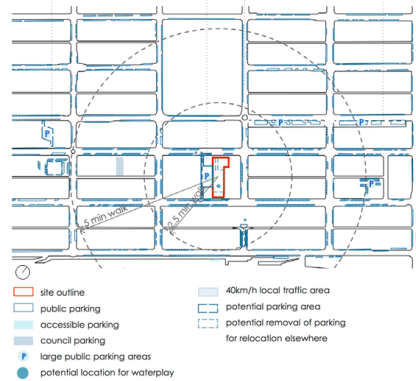 P
P
P
P
P
5 min walk
2.5 min walk
site outline
public parking
accessible parking
council parking
P
large public parking areas
potential location for waterplay
40km/h local traffic area
potential parking area
potential removal of parking
for relocation elsewhere